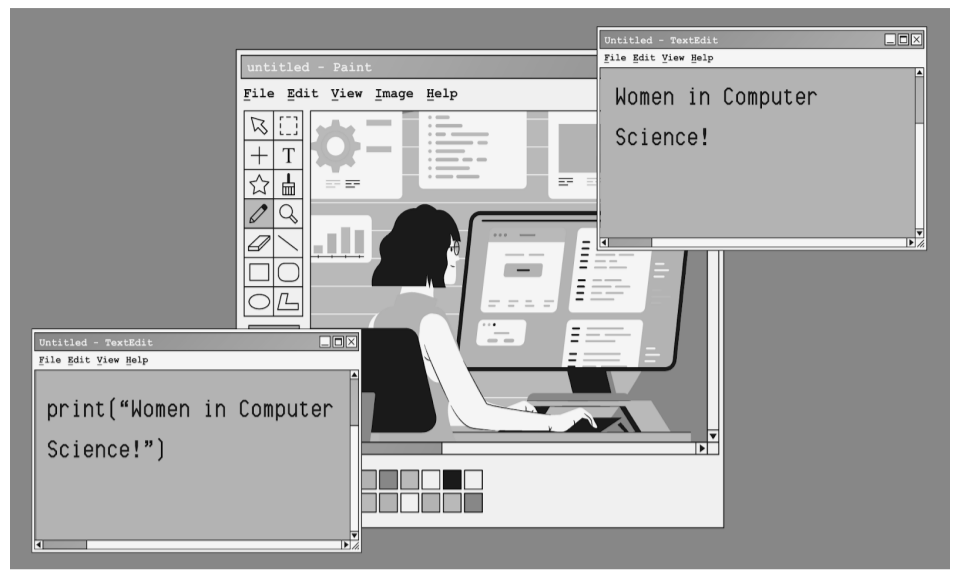 untitled - Paint
File Edit View Image Help
T
Untitled - TextEdit
File Edit View Help
Women in Computer
Science!
Untitled - TextEdit
File Edit View Help
print(“Women in Computer
Science!”)